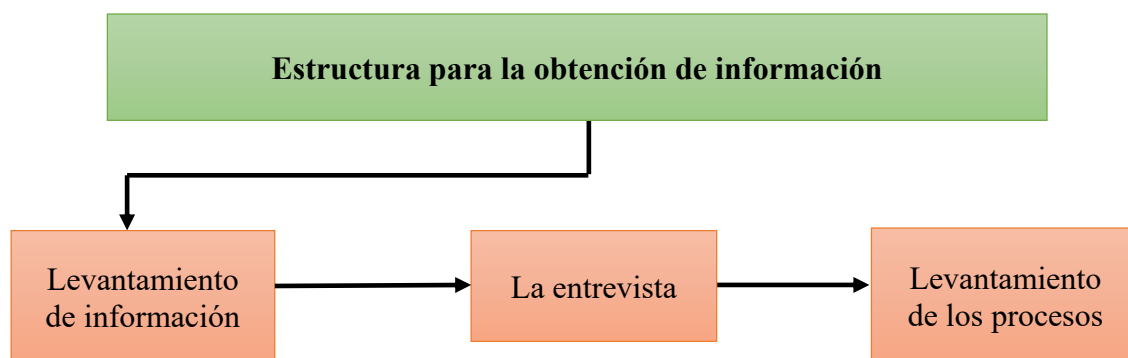 Estructura para la obtención de información
Levantamiento
de información
La entrevista
Levantamiento
de los procesos